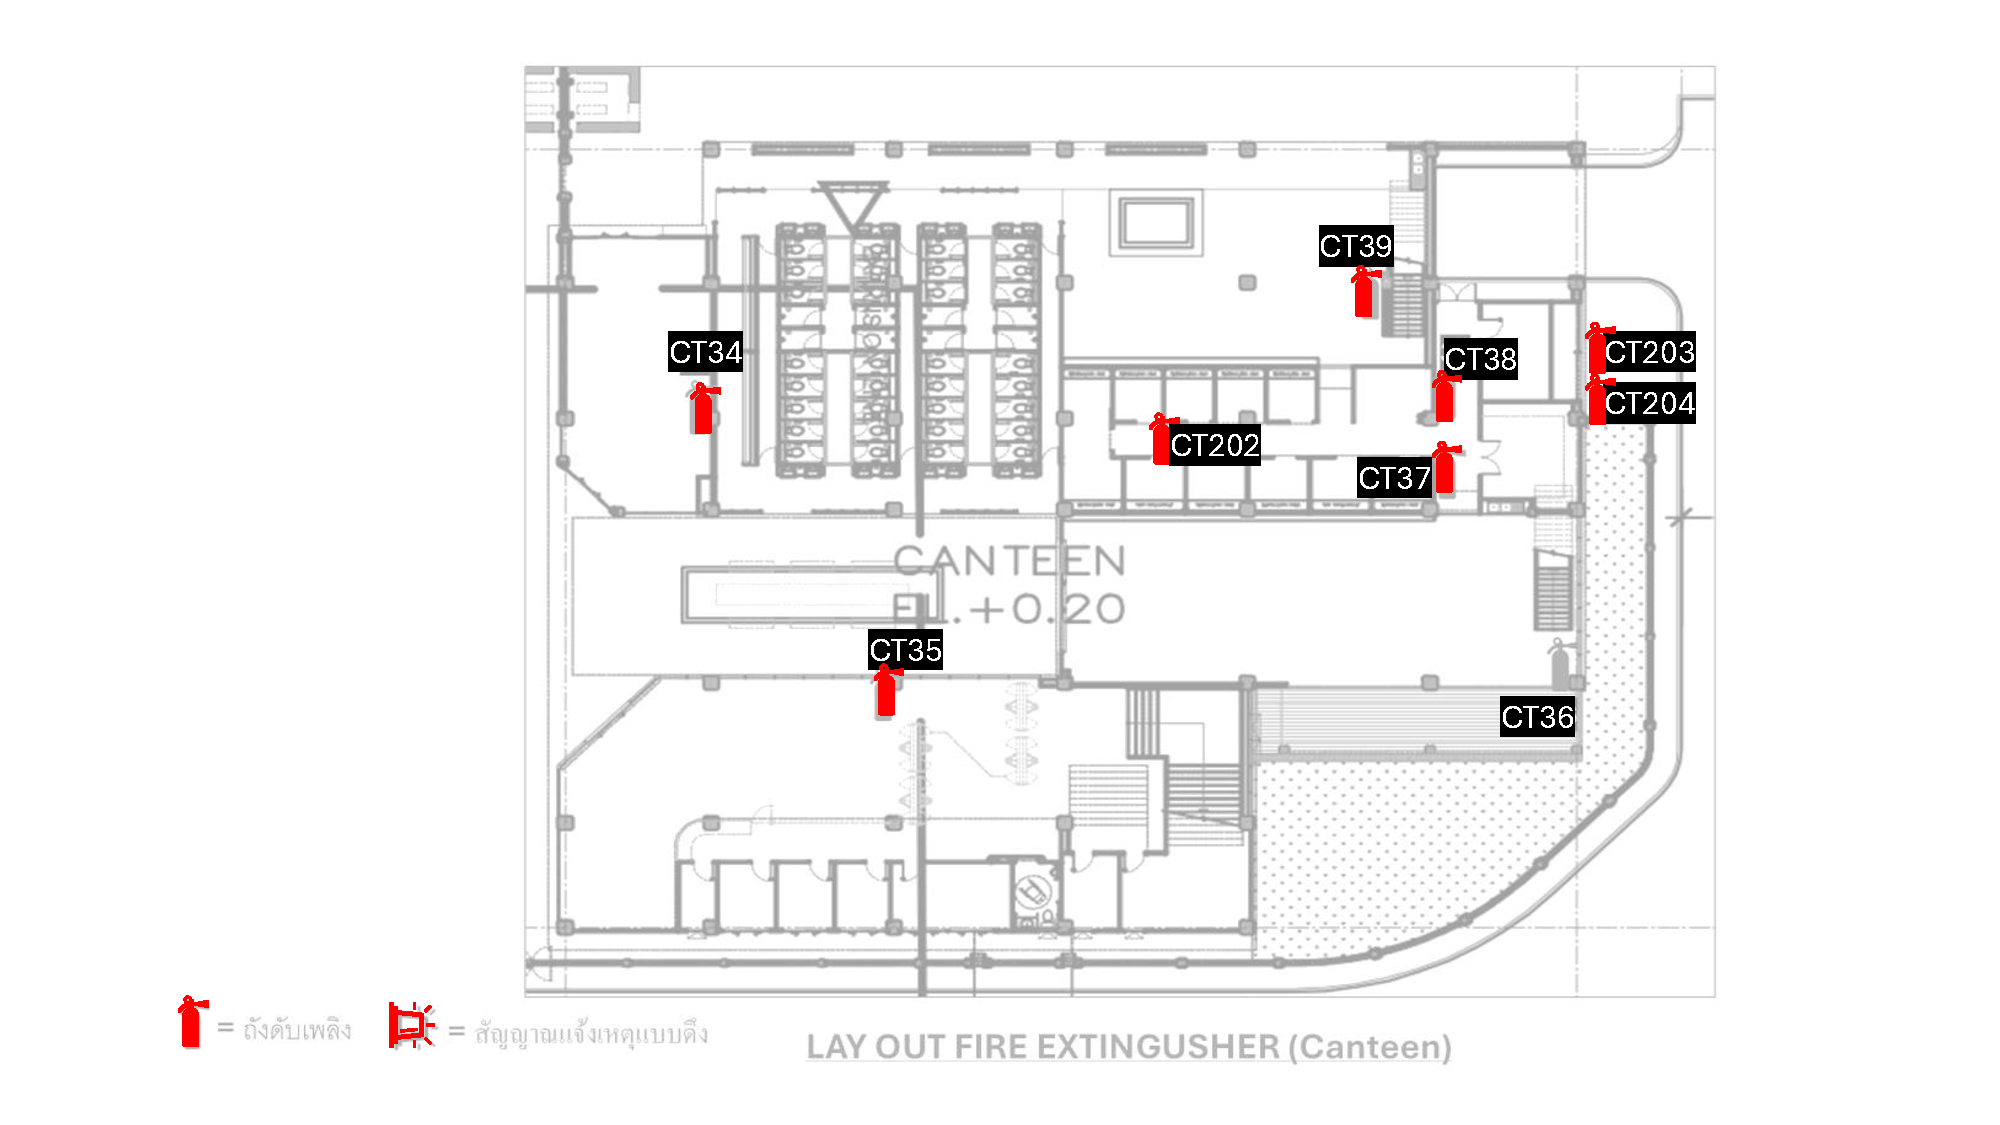 CT39
CT34
CT38
CT203
CT204
CT202
CT37
CANTEEN
EL.+0.20
CT35
CT36
= ถังดับเพลิง
= สัญญาณแจ้งเหตุแบบดึง
LAY OUT FIRE EXTINGUSHER (Canteen)